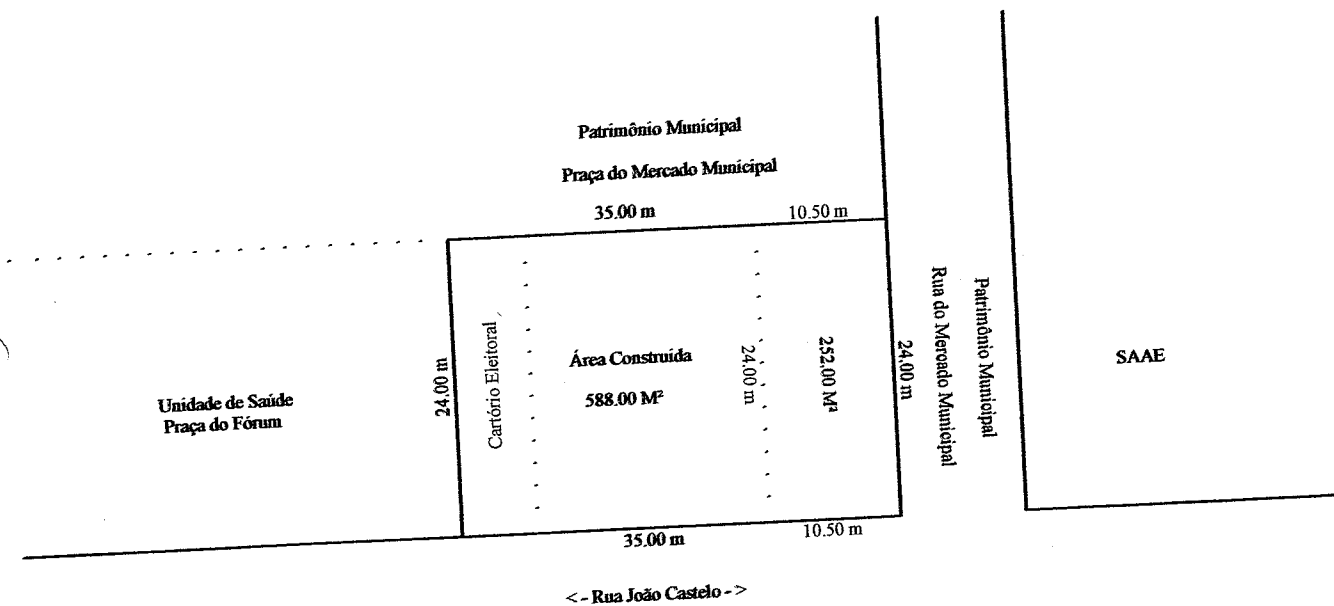 Patrimônio Municipal
Praça do Mercado Municipal
35.00 m
10.50 m
Unidade de Saúde
Praça do Fórum
24.00 m
Cartório Eleitoral
Área Construída
588.00 M²
24.00 m
252.00 M²
24.00 m
Rua do Mercado Municipal
Patrimônio Municipal
SAAE
35.00 m
10.50 m
<- Rua João Castelo ->